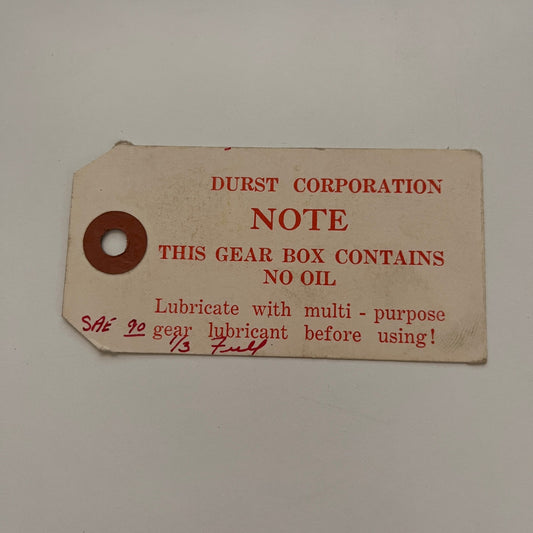 DURST CORPORATION
NOTE
THIS GEAR BOX CONTAINS
NO OIL
Lubricate with multi - purpose
gear lubricant before using!
SAE 90
1/3 Full